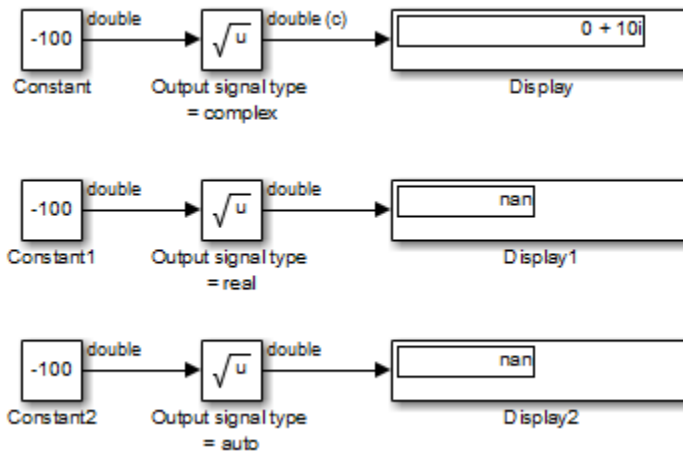 double double (c)
-100 √u 0 + 10i
Constant Output signal type Display
= complex
double double
-100 √u nan
Constant1 Output signal type Display1
= real
double double
-100 √u nan
Constant2 Output signal type Display2
= auto